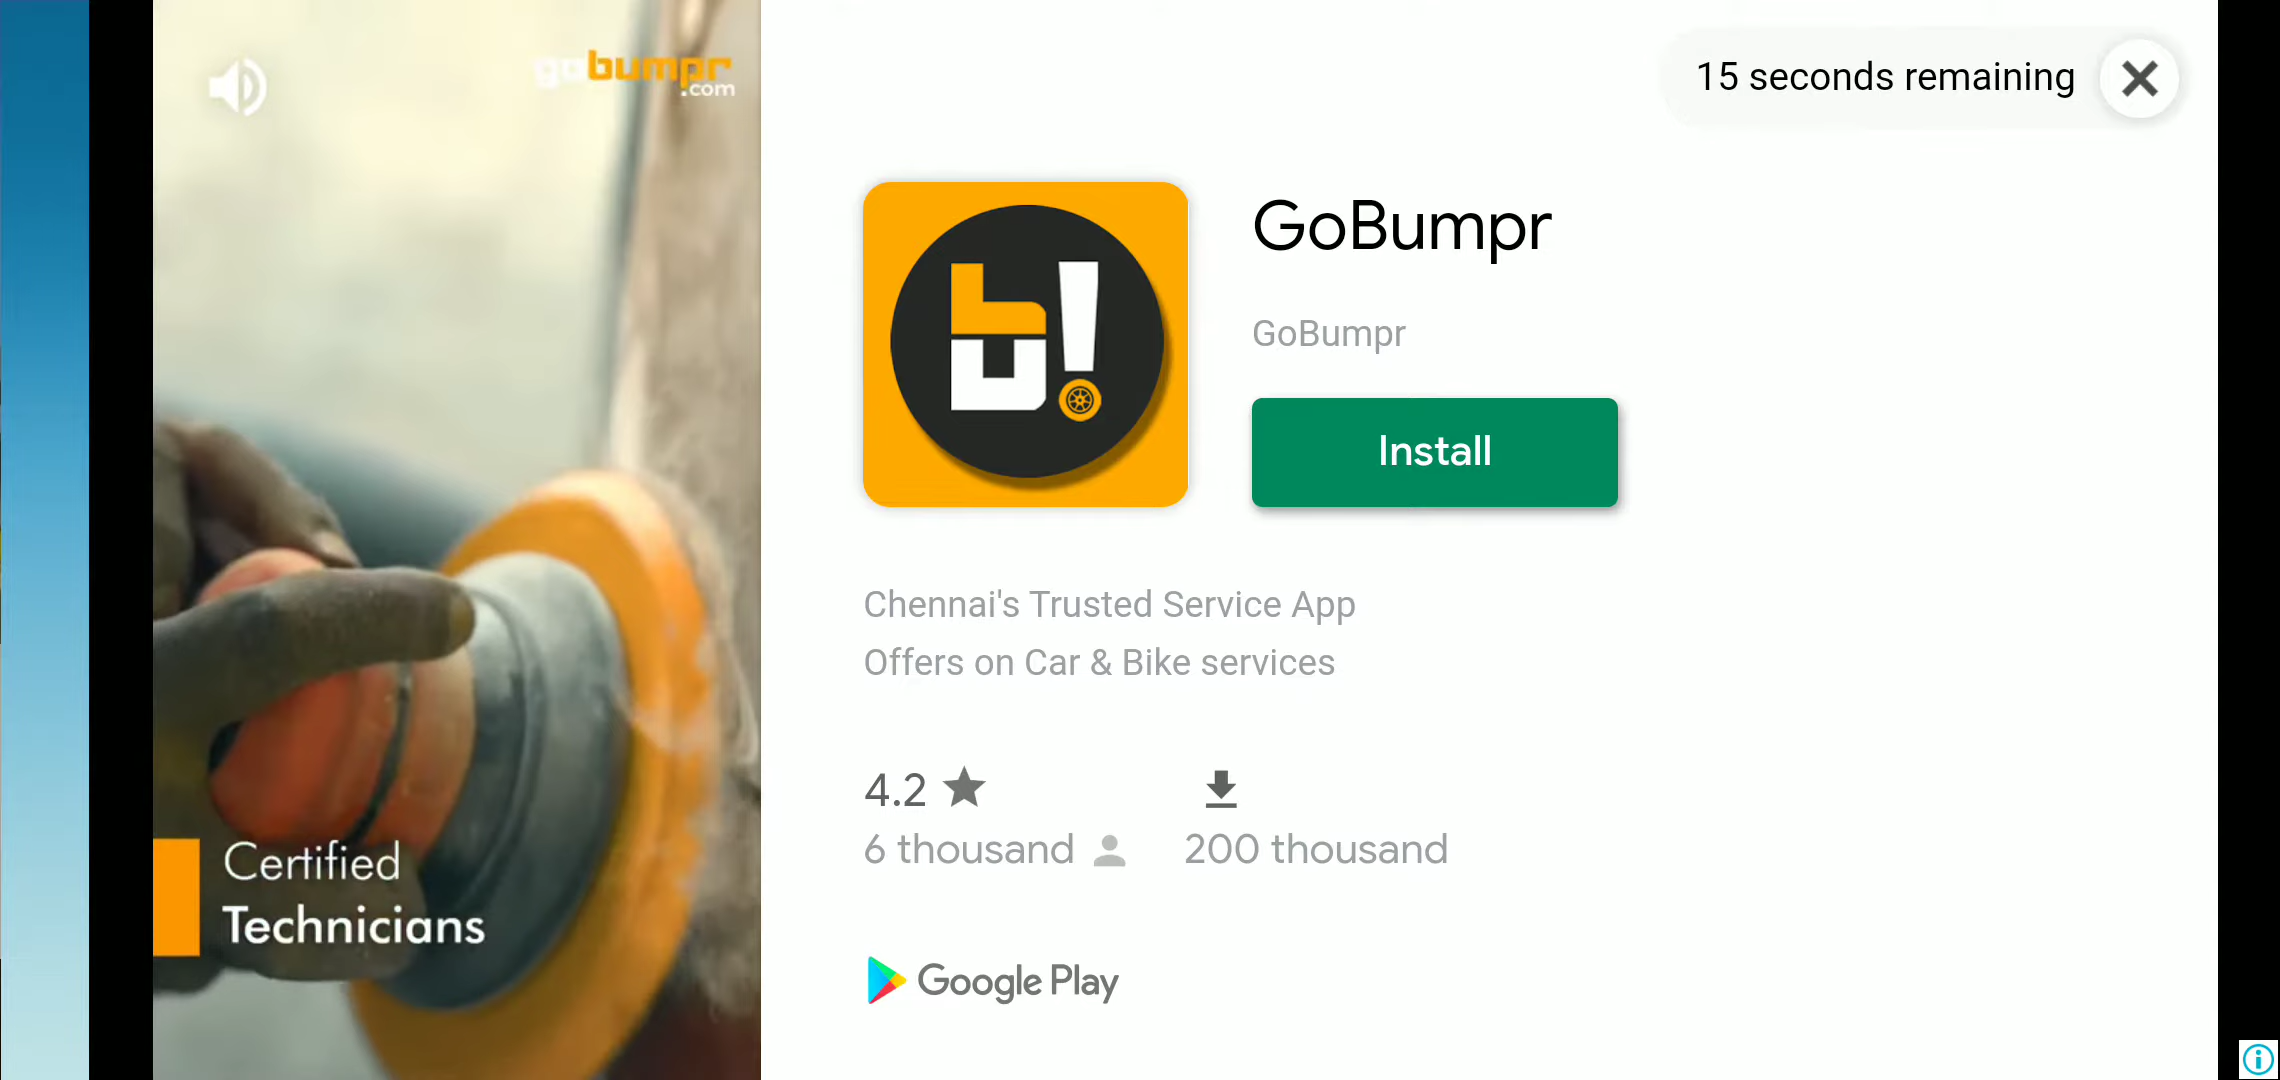 gobumpr
.com
15 seconds remaining
GoBumpr
GoBumpr
Install
Chennai's Trusted Service App
Offers on Car & Bike services
4.2
6 thousand
200 thousand
Certified
Technicians
Google Play